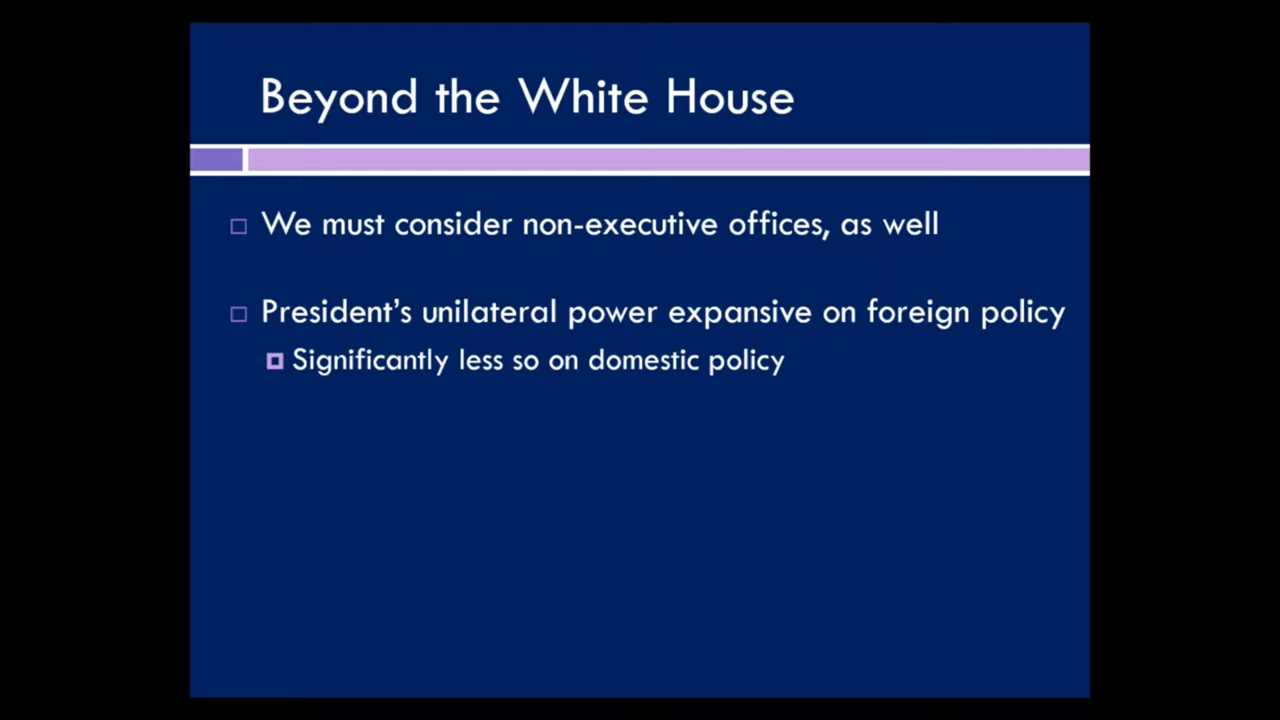 Beyond the White House
We must consider non-executive offices, as well
President’s unilateral power expansive on foreign policy
Significantly less so on domestic policy